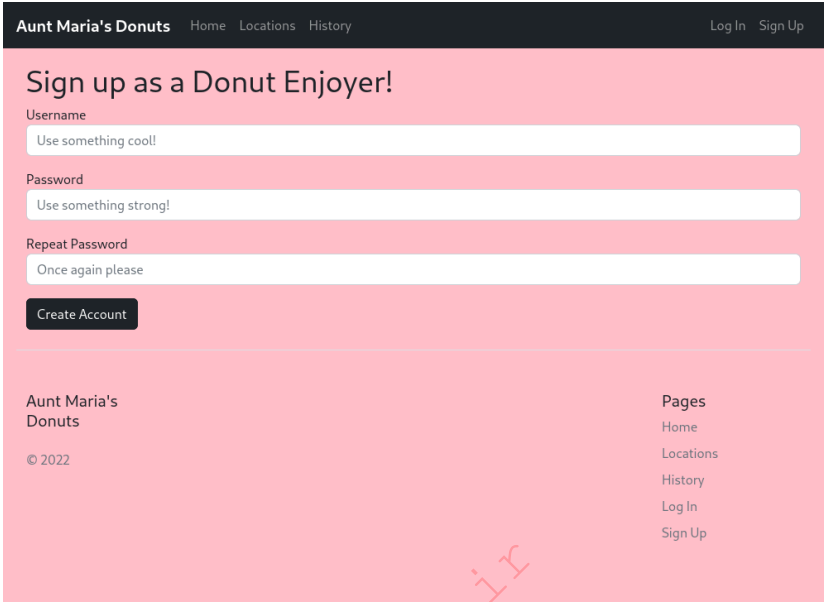 Aunt Maria's Donuts Home Locations History Log In Sign Up
Sign up as a Donut Enjoyer!
Username
Use something cool!
Password
Use something strong!
Repeat Password
Once again please
Create Account
Aunt Maria's
Donuts
© 2022
Pages
Home
Locations
History
Log In
Sign Up
ir